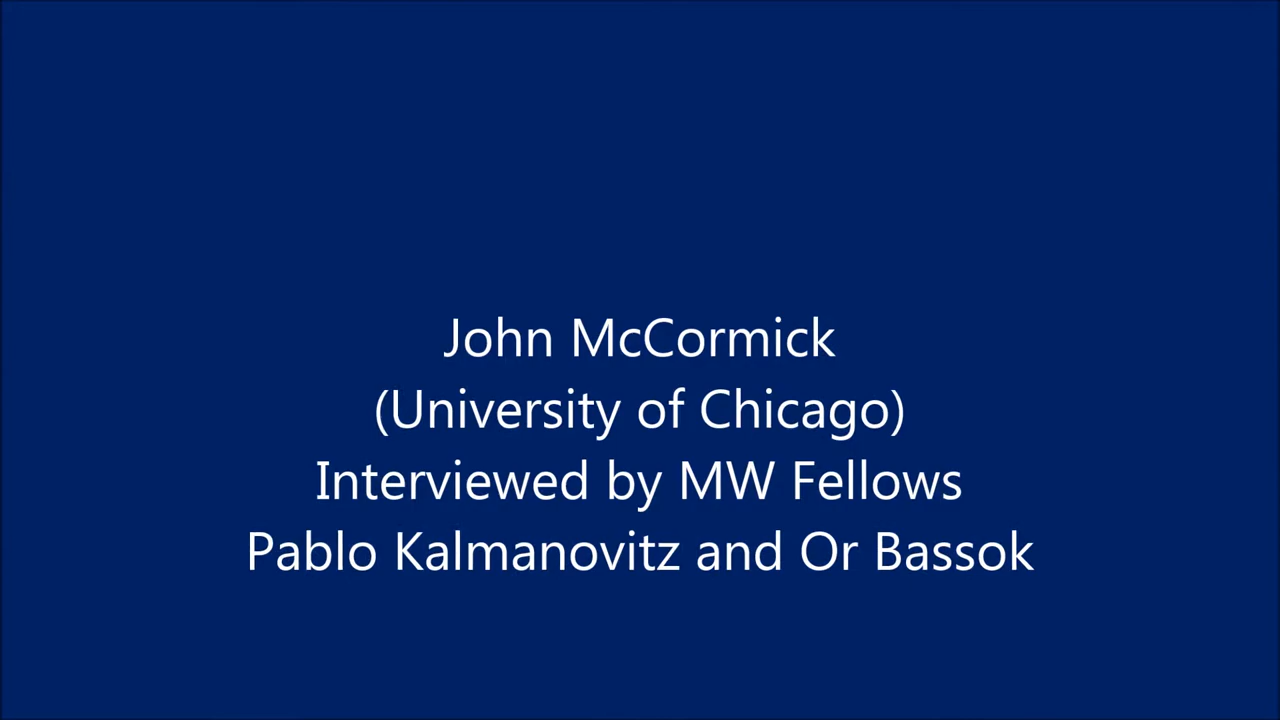 John McCormick
(University of Chicago)
Interviewed by MW Fellows
Pablo Kalmanovitz and Or Bassok